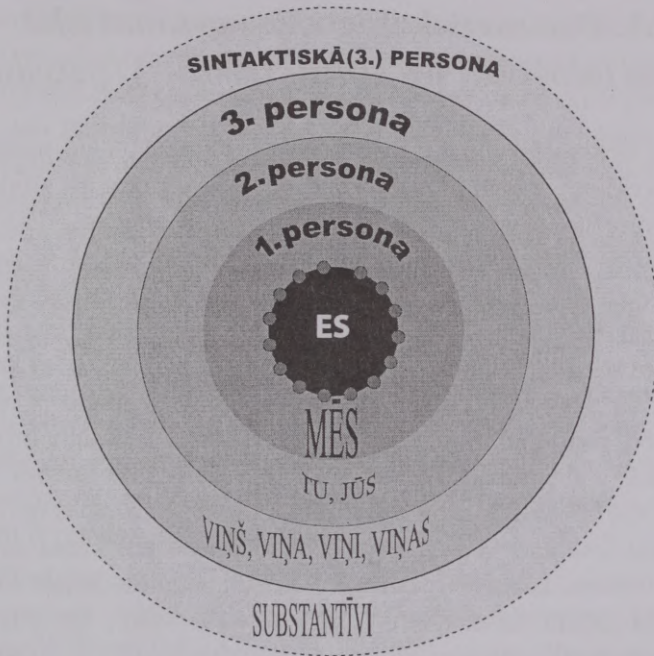 SINTAKTISKĀ(3.) PERSONA
3. persona
2.persona
1.persona
ES
MĒS
TU, JŪS
VIŅŠ, VIŅA, VIŅI, VIŅAS
SUBSTANTĪVI